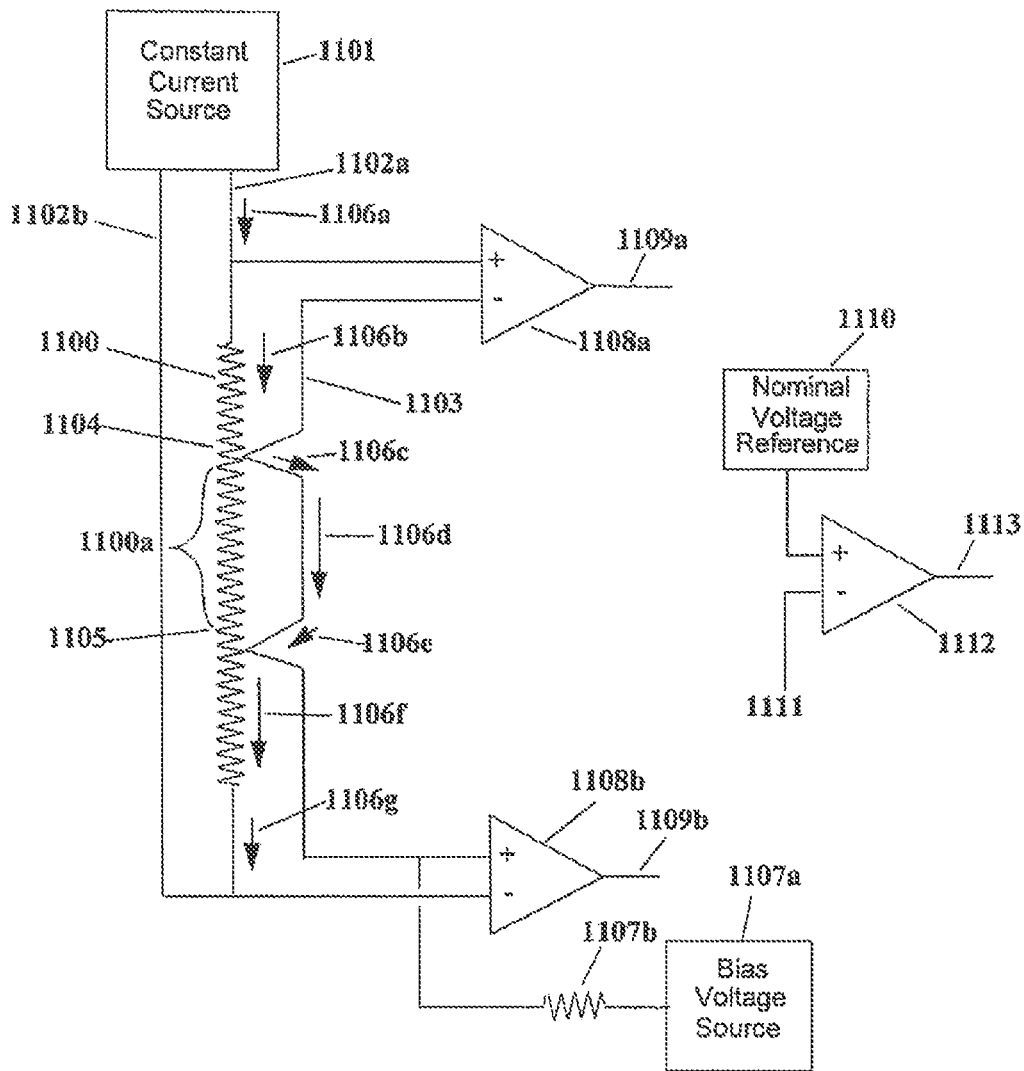 Constant
Current
Source
1101
1102a
1102b
1106a
1109a
+
-
1108a
1106b
1100
1103
1104
1106c
1110
Nominal
Voltage
Reference
1100a
1106d
1113
+
-
1112
1105
1106e
1111
1106f
1108b
1106g
1109b
+
-
1107a
1107b
Bias
Voltage
Source